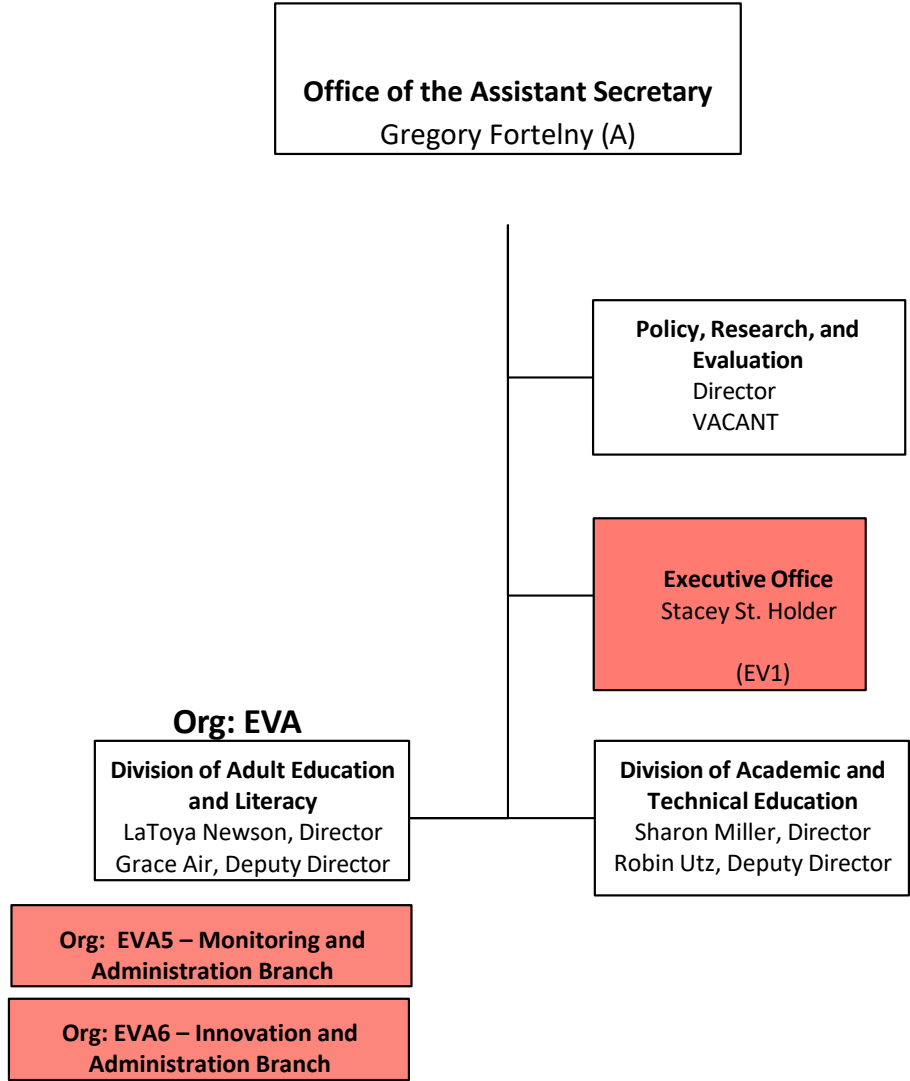 Office of the Assistant Secretary
Gregory Fortelny (A)
Policy, Research, and
Evaluation
Director
VACANT
Executive Office
Stacey St. Holder
(EV1)
Org: EVA
Division of Adult Education
and Literacy
LaToya Newson, Director
Grace Air, Deputy Director
Division of Academic and
Technical Education
Sharon Miller, Director
Robin Utz, Deputy Director
Org: EVA5 – Monitoring and
Administration Branch
Org: EVA6 – Innovation and
Administration Branch